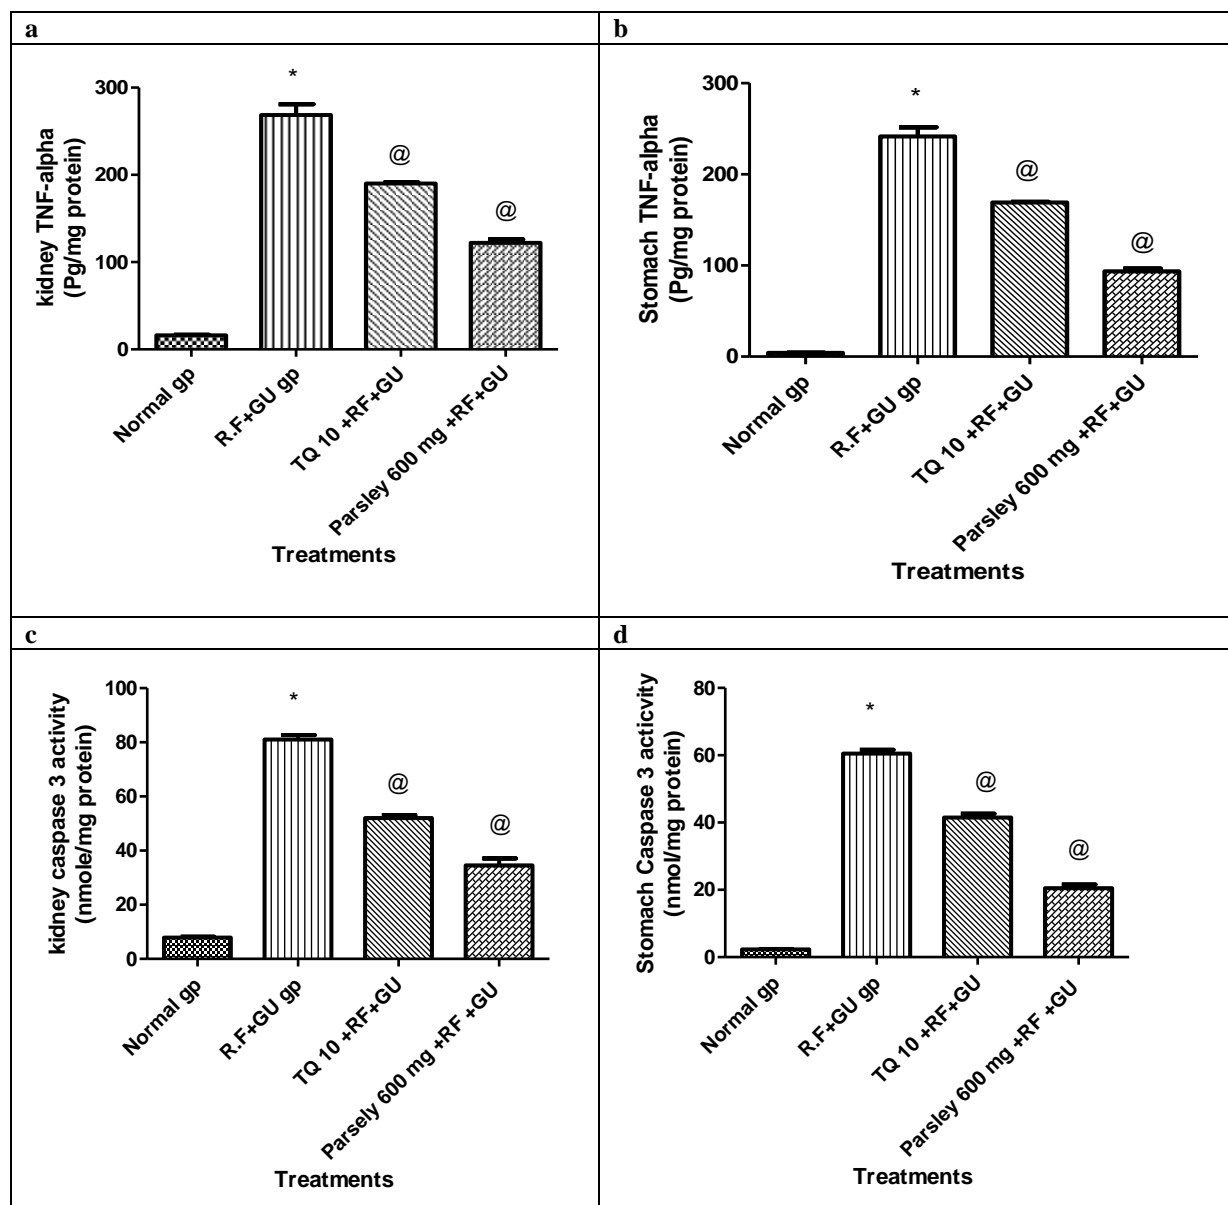 a
b
kidney TNF-alpha
(Pg/mg protein)
300
200
100
0
*
@
@
Normal gp
R.F+GU gp
TQ 10 +RF+GU
Parsley 600 mg +RF+GU
Treatments
Stomach TNF-alpha
(Pg/mg protein)
300
200
100
0
*
@
@
Normal gp
R.F+GU gp
TQ 10 +RF+GU
Parsley 600 mg +RF+GU
Treatments
c
d
kidney caspase 3 activity
(nmole/mg protein)
100
80
60
40
20
0
*
@
@
Normal gp
R.F+GU gp
TQ 10 +RF+GU
Parsely 600 mg +RF +GU
Treatments
Stomach Caspase 3 acticvity
(nmol/mg protein)
80
60
40
20
0
*
@
@
Normal gp
R.F+GU gp
TQ 10 +RF+GU
Parsley 600 mg +RF +GU
Treatments